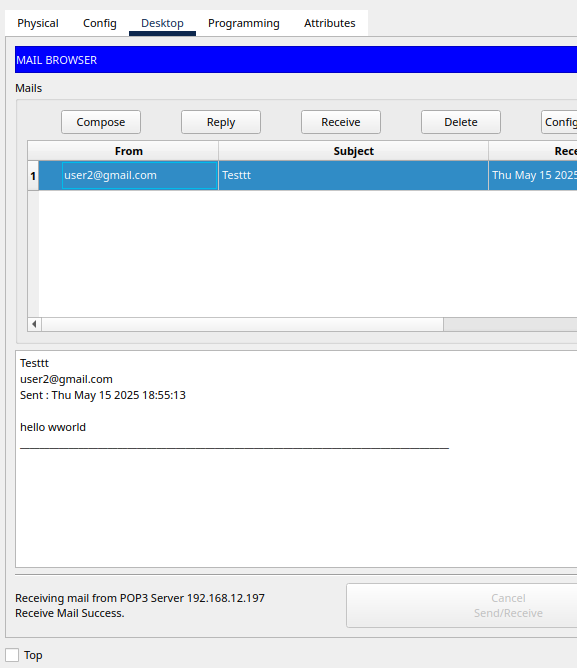 Physical Config Desktop Programming Attributes
MAIL BROWSER
Mails
Compose Reply Receive Delete Config
From Subject Rece
1 user2@gmail.com Testtt Thu May 15 2025
Testtt
user2@gmail.com
Sent : Thu May 15 2025 18:55:13
hello wworld
Receiving mail from POP3 Server 192.168.12.197
Receive Mail Success.
Cancel
Send/Receive
Top